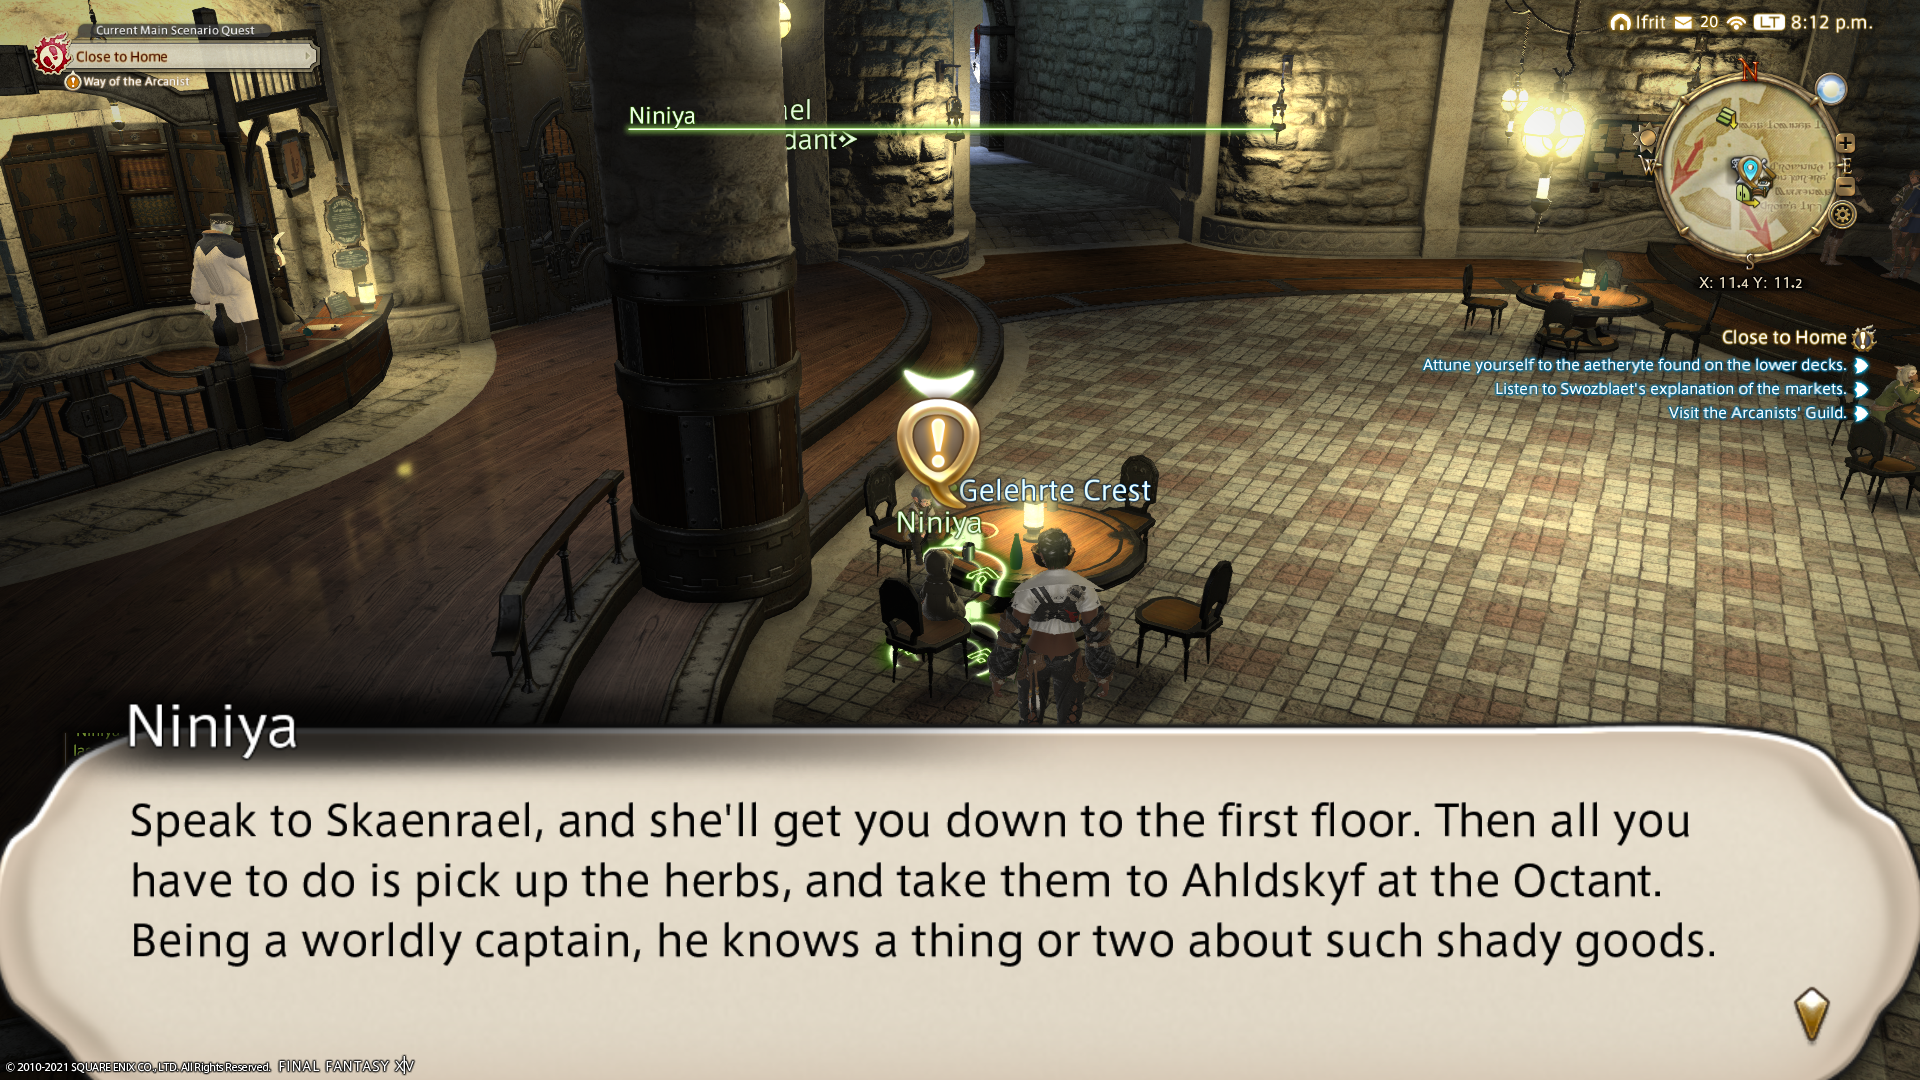 Current Main Scenario Quest
Close to Home
Way of the Arcanist
Ifrit 20 LT 8:12 p.m.
N
W E
S
X: 11.4 Y: 11.2
Niniya
dant
Close to Home
Attune yourself to the aetheryte found on the lower decks.
Listen to Swozblaet's explanation of the markets.
Visit the Arcanists' Guild.
Gelehrte Crest
Niniya
Niniya
Speak to Skaenrael, and she'll get you down to the first floor. Then all you
have to do is pick up the herbs, and take them to Ahldskyf at the Octant.
Being a worldly captain, he knows a thing or two about such shady goods.
© 2010-2021 SQUARE ENIX CO., LTD. All Rights Reserved. FINAL FANTASY XIV